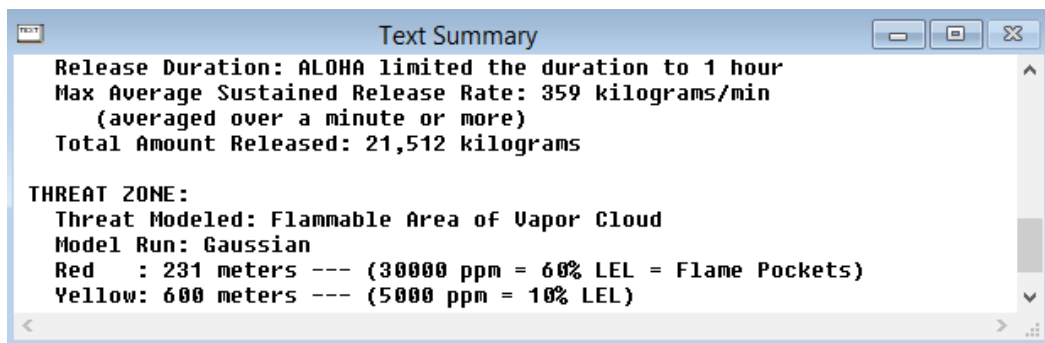 Text Summary
Release Duration: ALOHA limited the duration to 1 hour
Max Average Sustained Release Rate: 359 kilograms/min
(averaged over a minute or more)
Total Amount Released: 21,512 kilograms
THREAT ZONE:
Threat Modeled: Flammable Area of Vapor Cloud
Model Run: Gaussian
Red   : 231 meters --- (30000 ppm = 60% LEL = Flame Pockets)
Yellow: 600 meters --- (5000 ppm = 10% LEL)